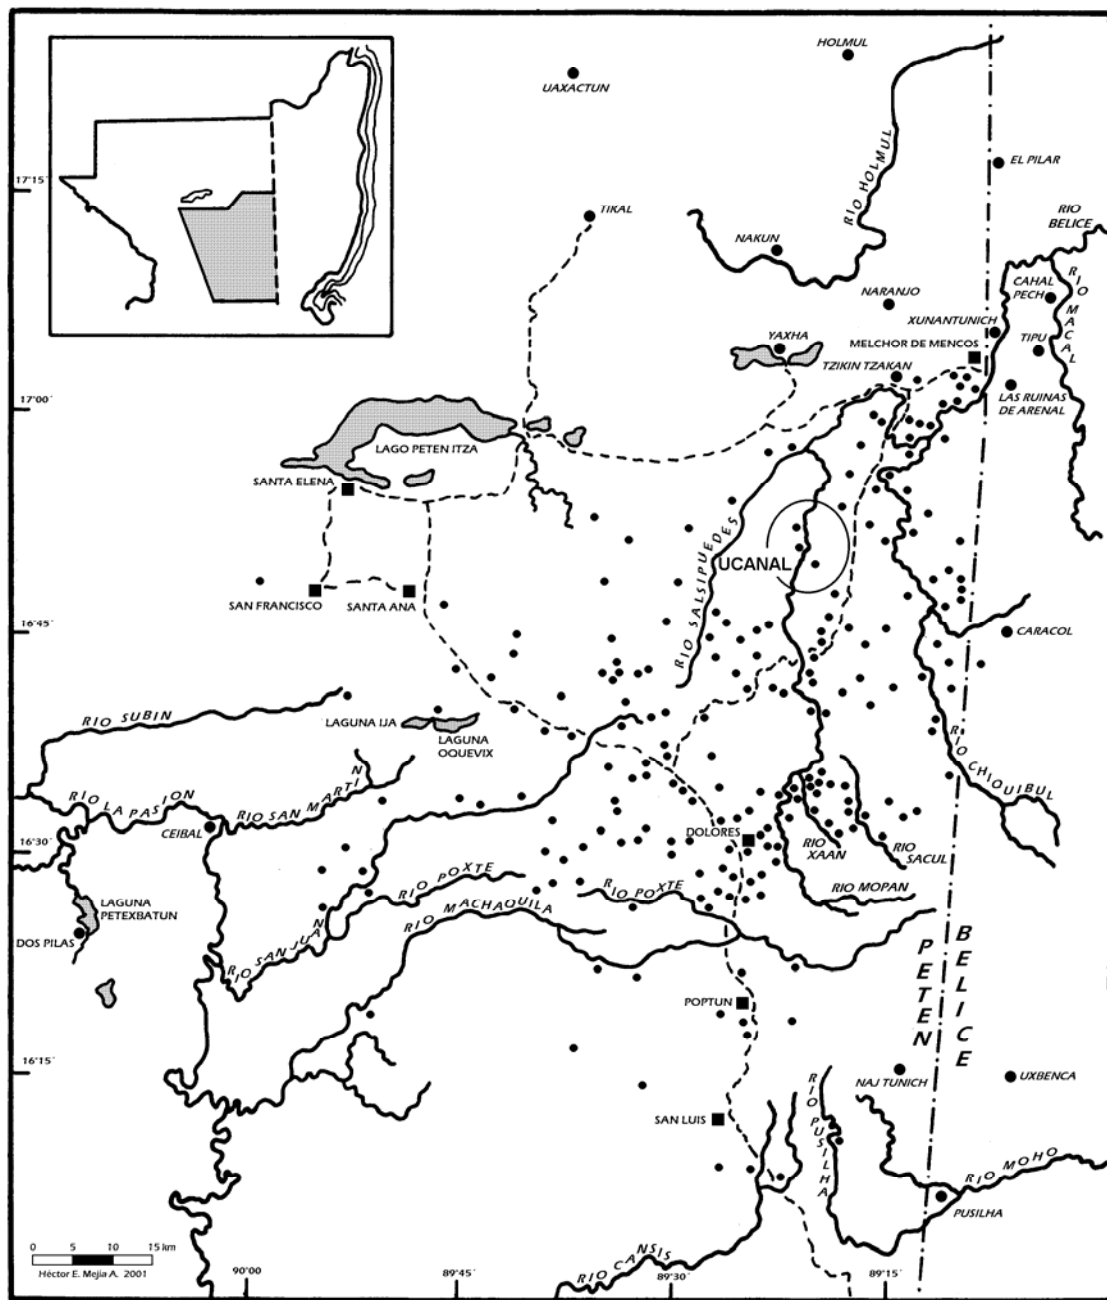 HOLMUL
UAXACTUN
RIO HOLMUL
EL PILAR
17°15´
TIKAL
RIO
BELICE
NAKUN
RIO MACAL
CAHAL
PECH
NARANJO
XUNANTUNICH
YAXHA
MELCHOR DE MENCOS
TIPU
TZIKIN TZAKAN
LAS RUINAS
DE ARENAL
17°00´
LAGO PETEN ITZA
SANTA ELENA
RIO SALSIPUEDES
UCANAL
SAN FRANCISCO
SANTA ANA
16°45´
CARACOL
RIO SUBIN
LAGUNA IJA
LAGUNA
OQUEVIX
RIO CHIQUIBUL
RIO LA PASION
RIO SAN MARTIN
CEIBAL
DOLORES
16°30´
RIO
XAAN
RIO
SACUL
RIO POXTE
RIO POXTE
RIO MOPAN
LAGUNA
PETEXBATUN
RIO MACHAQUILA
DOS PILAS
RIO SAN JUAN
PETEN
BELICE
POPTUN
16°15´
NAJ TUNICH
UXBENCA
RIO PUSILHA
SAN LUIS
RIO MOHO
PUSILHA
0 5 10 15 km
Héctor E. Mejía A. 2001
RIO CANSIS
90°00
89°45
89°30
89°15